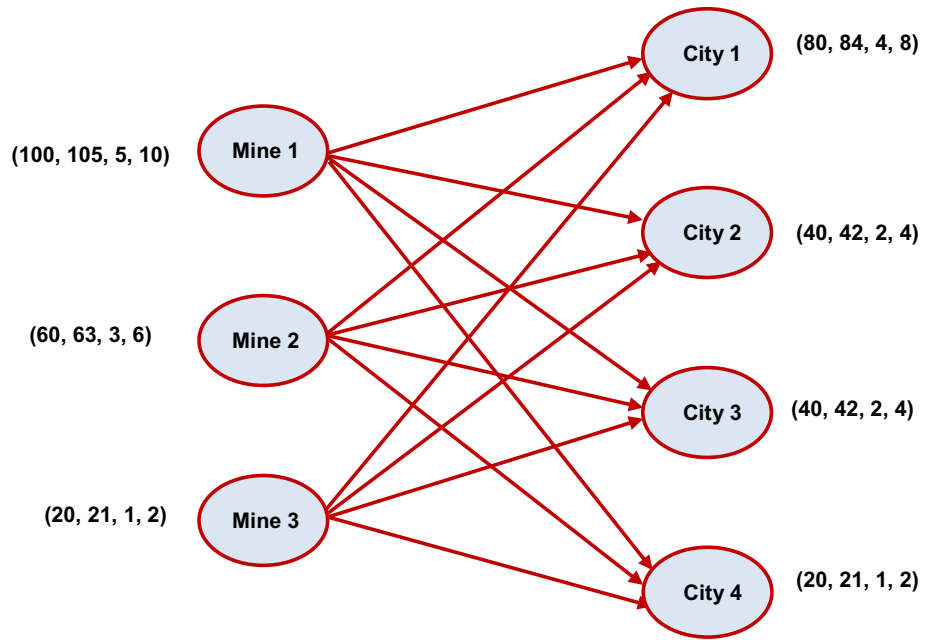 City 1
(80, 84, 4, 8)
(100, 105, 5, 10)
Mine 1
City 2
(40, 42, 2, 4)
(60, 63, 3, 6)
Mine 2
City 3
(40, 42, 2, 4)
(20, 21, 1, 2)
Mine 3
City 4
(20, 21, 1, 2)